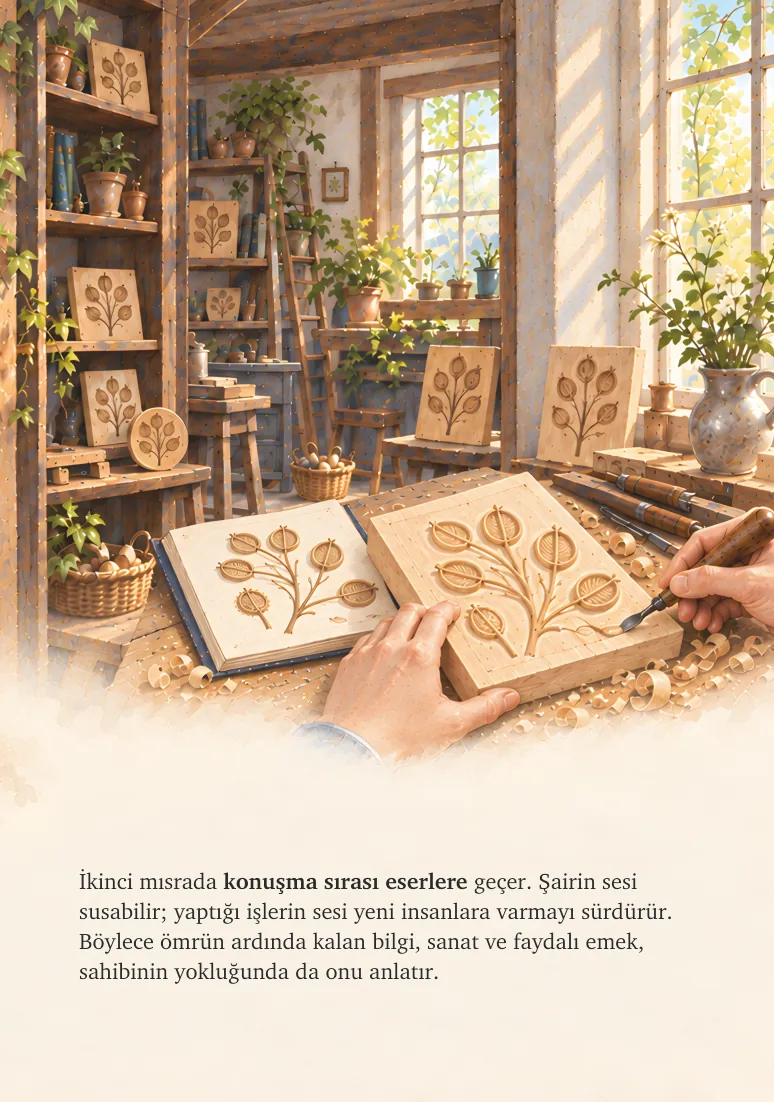 İkinci mısrada konuşma sırası eserlere geçer. Şairin sesi
susabilir; yaptığı işlerin sesi yeni insanlara varmayı sürdürür.
Böylece ömrün ardında kalan bilgi, sanat ve faydalı emek,
sahibinin yokluğunda da onu anlatır.